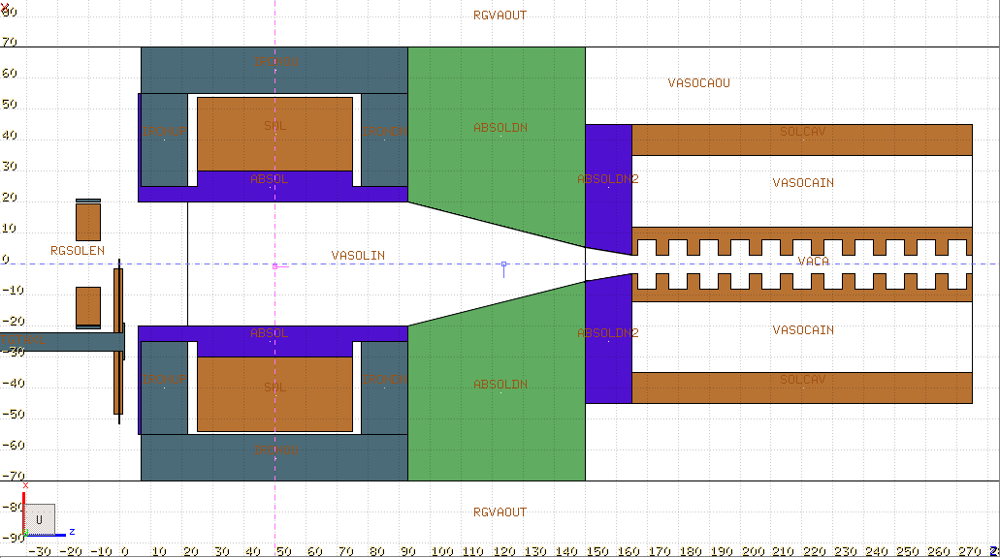 RGVAOUT
80
70
60
VASOCAOU
50
SML
ABSOLDN
SOLCAV
40
30
ABSOL
ABSOLDN2
VASOCAIN
20
10
RGSOLEN
VASOLIN
VACA
0
-10
-20
ABSOL
ABSOLDN2
VASOCAIN
-30
SML
ABSOLDN
SOLCAV
-40
-50
-60
-70
x
RGVAOUT
-80
U
z
-90
-30 -20 -10 0 10 20 30 40 50 60 70 80 90 100 110 120 130 140 150 160 170 180 190 200 210 220 230 240 250 260 270